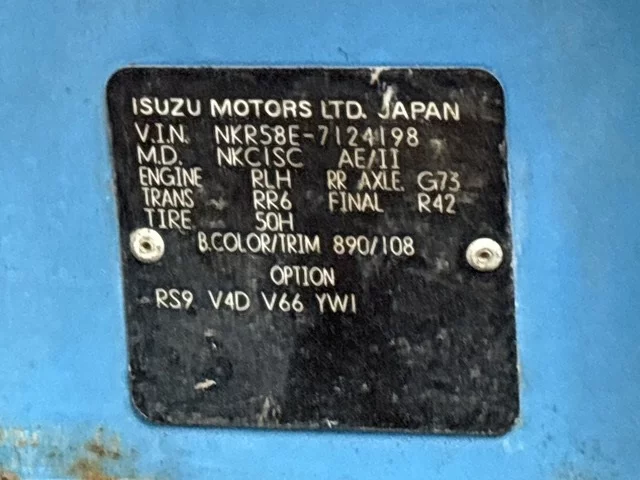 ISUZU MOTORS LTD. JAPAN
V.I.N. NKR58E-7124198
M.D. NKC1SC AE/II
ENGINE RLH RR AXLE. G73
TRANS RR6 FINAL R42
TIRE 50H
B.COLOR/TRIM 890/108
OPTION
RS9 V4D V66 YW1